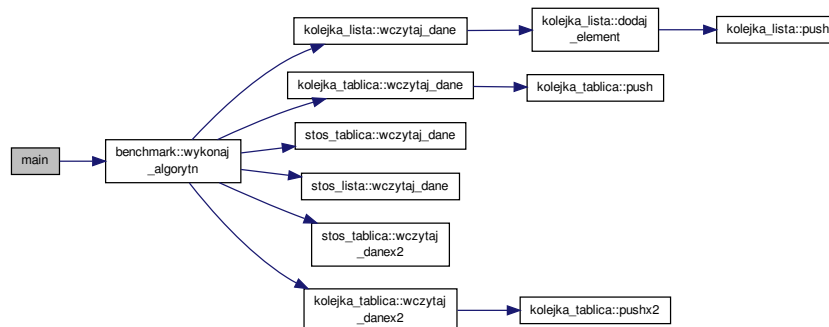 kolejka_lista::wczytaj_dane
kolejka_lista::dodaj
_element
kolejka_lista::push
kolejka_tablica::wczytaj_dane
kolejka_tablica::push
stos_tablica::wczytaj_dane
main
benchmark::wykonaj
_algorytn
stos_lista::wczytaj_dane
stos_tablica::wczytaj
_danex2
kolejka_tablica::wczytaj
_danex2
kolejka_tablica::pushx2